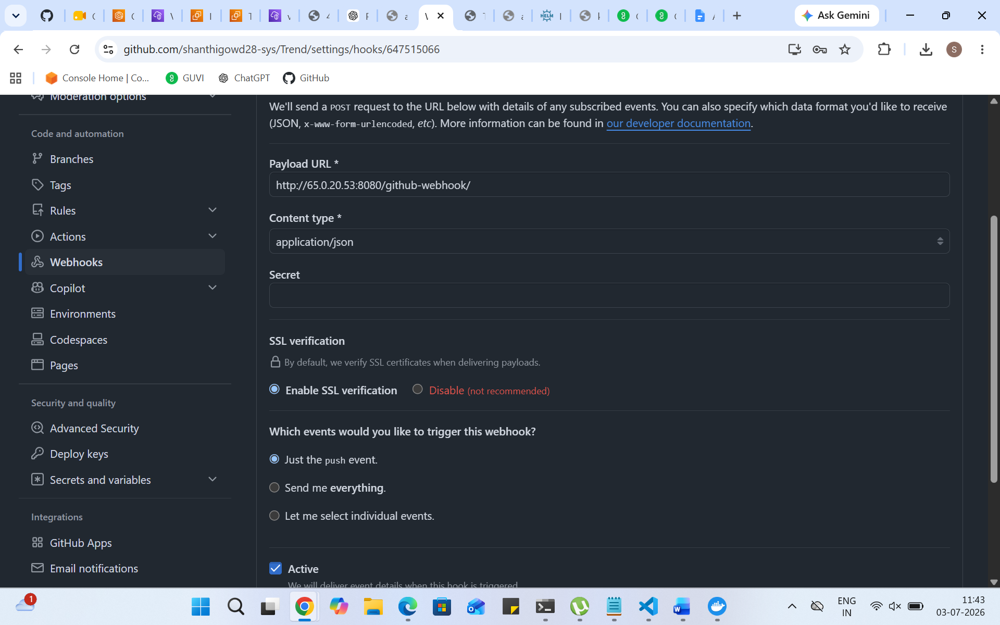 Ask Gemini
github.com/shanthigowd28-sys/Trend/settings/hooks/647515066
S
Console Home | Co...
GUVI
ChatGPT
GitHub
Moderation options
Code and automation
Branches
Tags
Rules
Actions
Webhooks
Copilot
Environments
Codespaces
Pages
Security and quality
Advanced Security
Deploy keys
Secrets and variables
Integrations
GitHub Apps
Email notifications
We'll send a POST request to the URL below with details of any subscribed events. You can also specify which data format you'd like to receive
(JSON, x-www-form-urlencoded, etc). More information can be found in our developer documentation.
Payload URL *
http://65.0.20.53:8080/github-webhook/
Content type *
application/json
Secret
SSL verification
By default, we verify SSL certificates when delivering payloads.
Enable SSL verification
Disable (not recommended)
Which events would you like to trigger this webhook?
Just the push event.
Send me everything.
Let me select individual events.
Active
We will deliver event details when this hook is triggered.
1
ENG
IN
11:43
03-07-2026